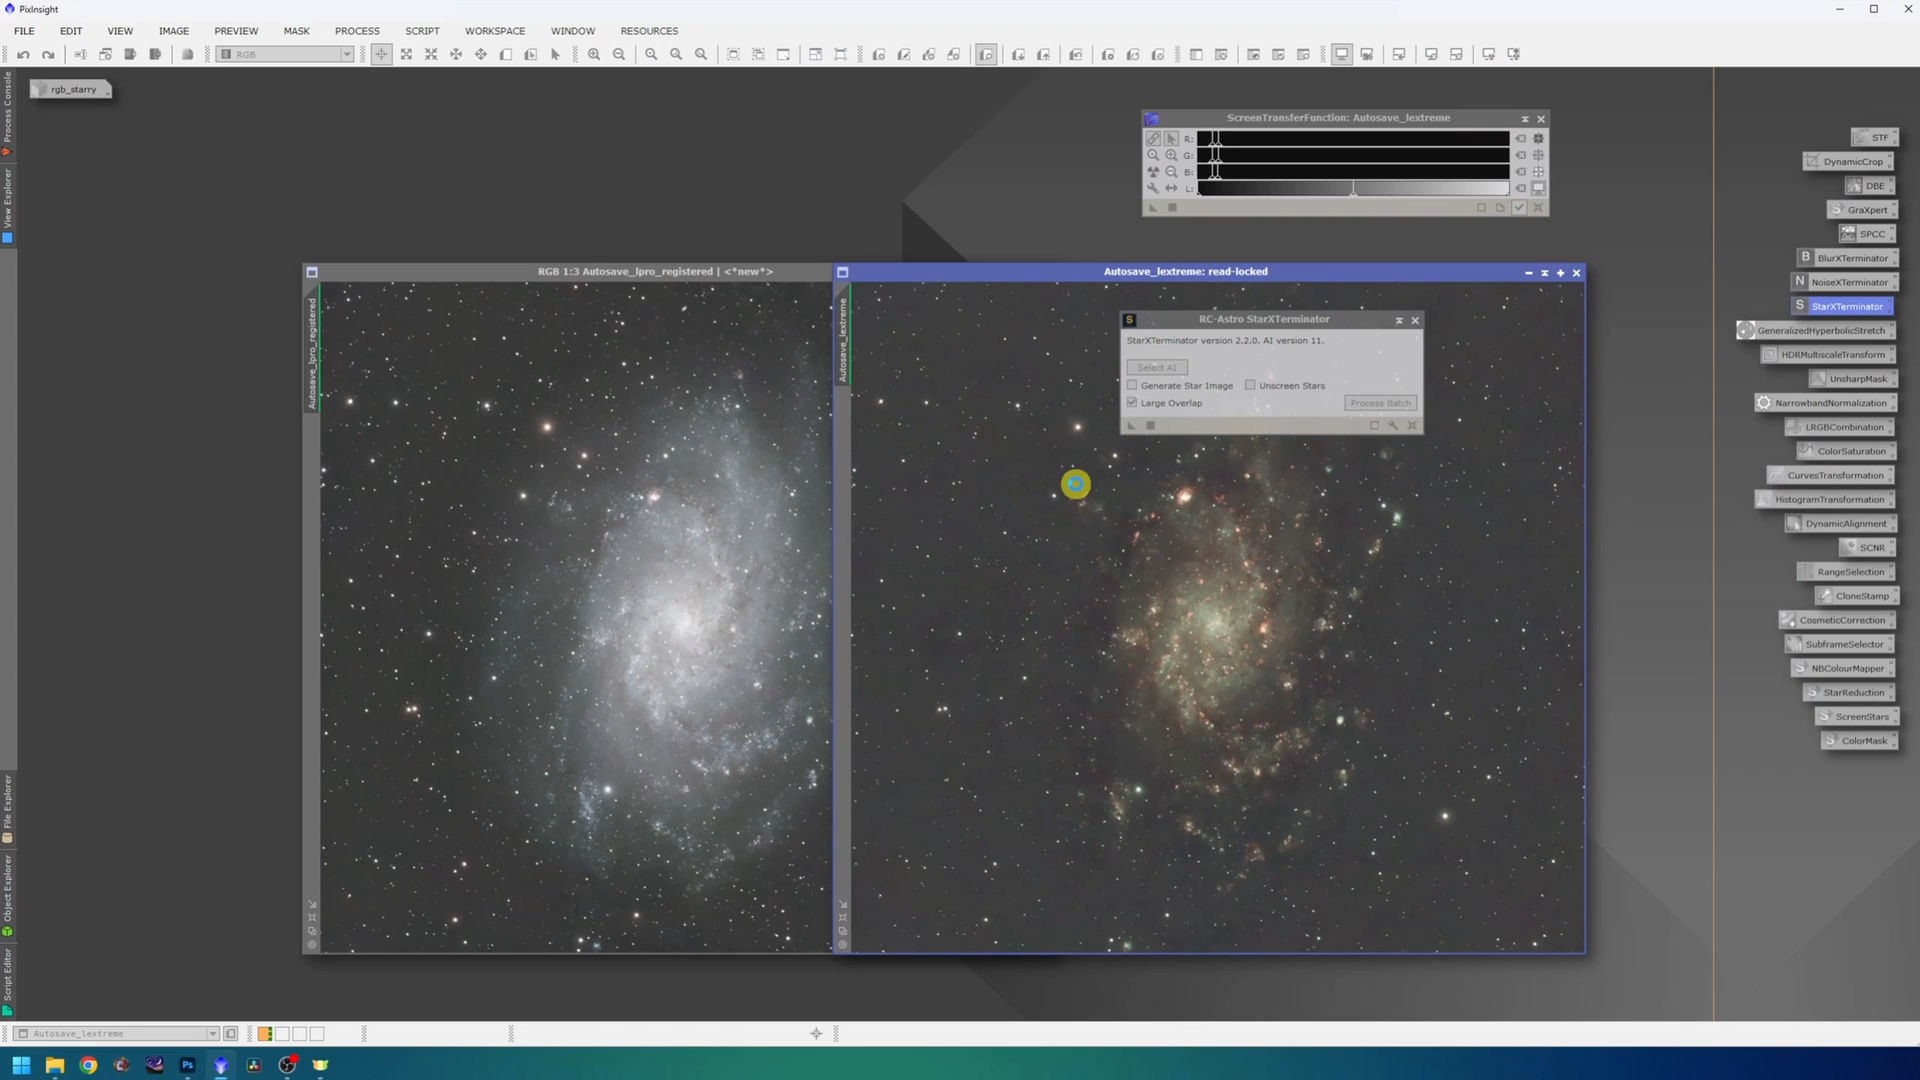 PixInsight
FILE EDIT VIEW IMAGE PREVIEW MASK PROCESS SCRIPT WORKSPACE WINDOW RESOURCES
RGB
Process Console
View Explorer
File Explorer
Object Explorer
Script Editor
rgb_starry
ScreenTransferFunction: Autosave_lextreme
R:
G:
B:
L:
RGB 1:3 Autosave_lpro_registered | <*new*>
Autosave_lpro_registered
Autosave_lextreme: read-locked
Autosave_lextreme
S RC-Astro StarXTerminator
StarXTerminator version 2.2.0. AI version 11.
Select AI
Generate Star Image Unscreen Stars
Large Overlap Process Batch
STF
DynamicCrop
DBE
S GraXpert
SPCC
B BlurXTerminator
N NoiseXTerminator
S StarXTerminator
GeneralizedHyperbolicStretch
HDRMultiscaleTransform
UnsharpMask
NarrowbandNormalization
LRGBCombination
ColorSaturation
CurvesTransformation
HistogramTransformation
DynamicAlignment
SCNR
RangeSelection
CloneStamp
CosmeticCorrection
SubframeSelector
S NBColourMapper
S StarReduction
S ScreenStars
S ColorMask
Autosave_lextreme
Ps